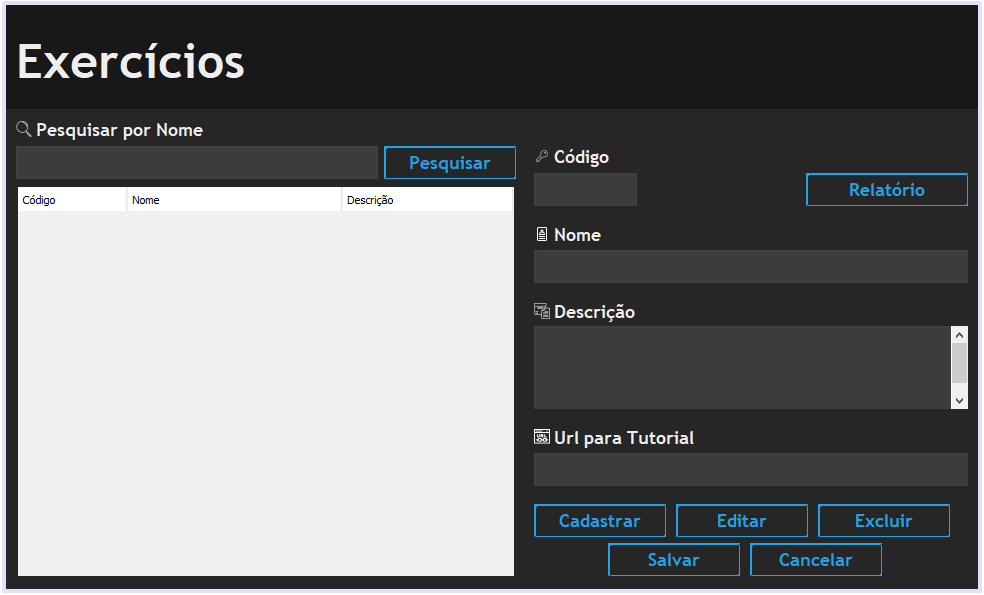 Exercícios
Pesquisar por Nome
Pesquisar
Código Nome Descrição
Código
Relatório
Nome
Descrição
Url para Tutorial
Cadastrar Editar Excluir
Salvar Cancelar